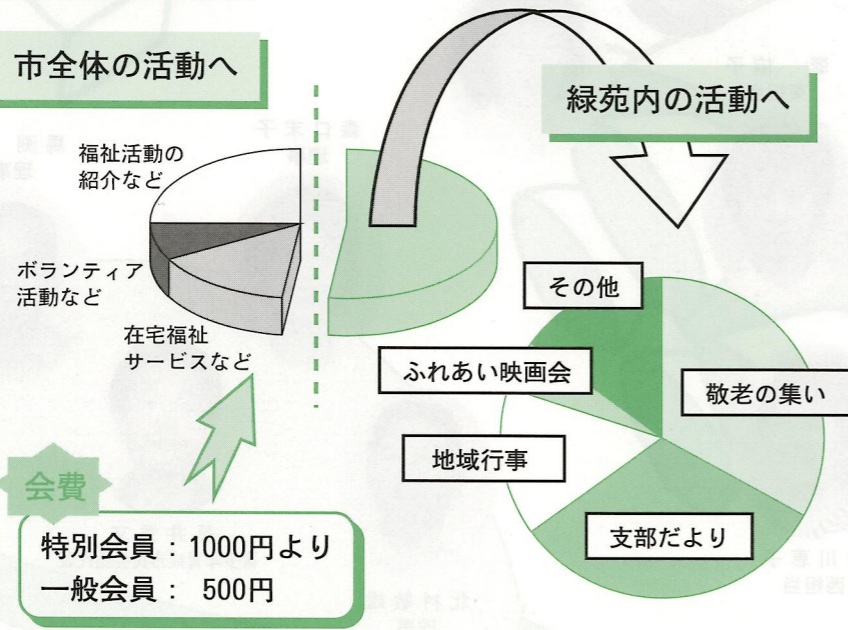 市全体の活動へ
緑苑内の活動へ
福祉活動の
紹介など
ボランティア
活動など
在宅福祉
サービスなど
その他
ふれあい映画会
敬老の集い
地域行事
支部だより
会費
特別会員：1000円より
一般会員： 500円